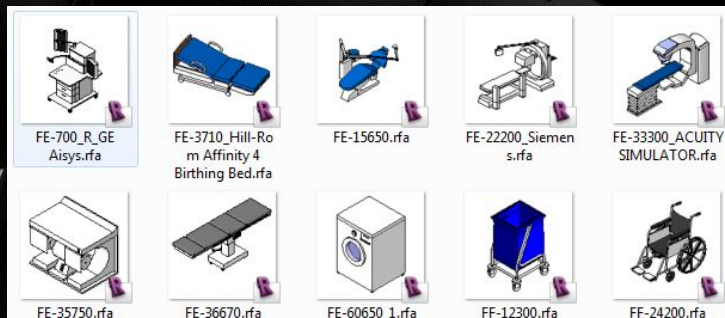 FE-700_R_GE
Aisys.rfa
FE-3710_Hill-Ro
m Affinity 4
Birthing Bed.rfa
FE-15650.rfa
FE-22200_Siemen
s.rfa
FE-33300_ACUITY
SIMULATOR.rfa
FE-35750.rfa
FE-36670.rfa
FE-60650_1.rfa
FF-12300.rfa
FF-24200.rfa